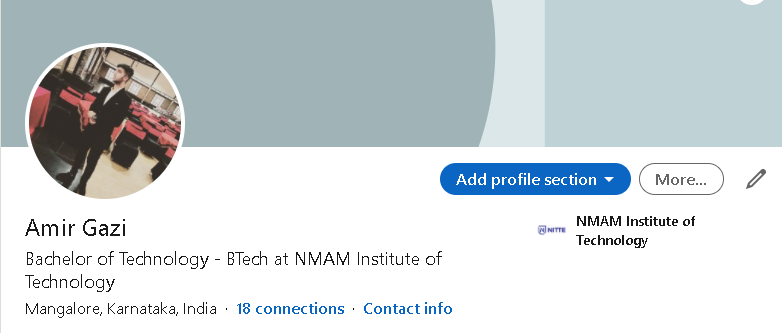 Add profile section
More...
Amir Gazi
NITTE
NMAM Institute of
Technology
Bachelor of Technology - BTech at NMAM Institute of
Technology
Mangalore, Karnataka, India · 18 connections · Contact info